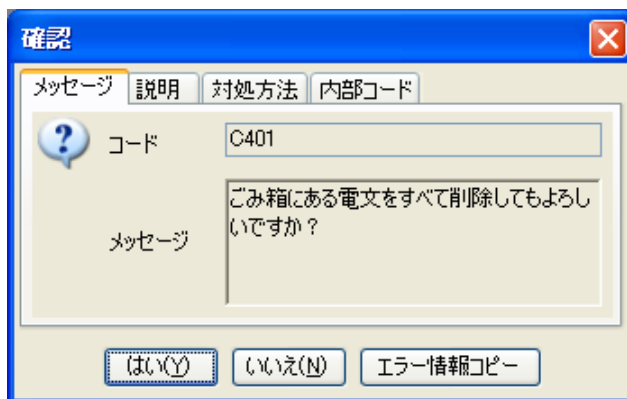 確認
メッセージ 説明 対処方法 内部コード
コード C401
メッセージ ごみ箱にある電文をすべて削除してもよろし
いですか？
はい(Y) いいえ(N) エラー情報コピー